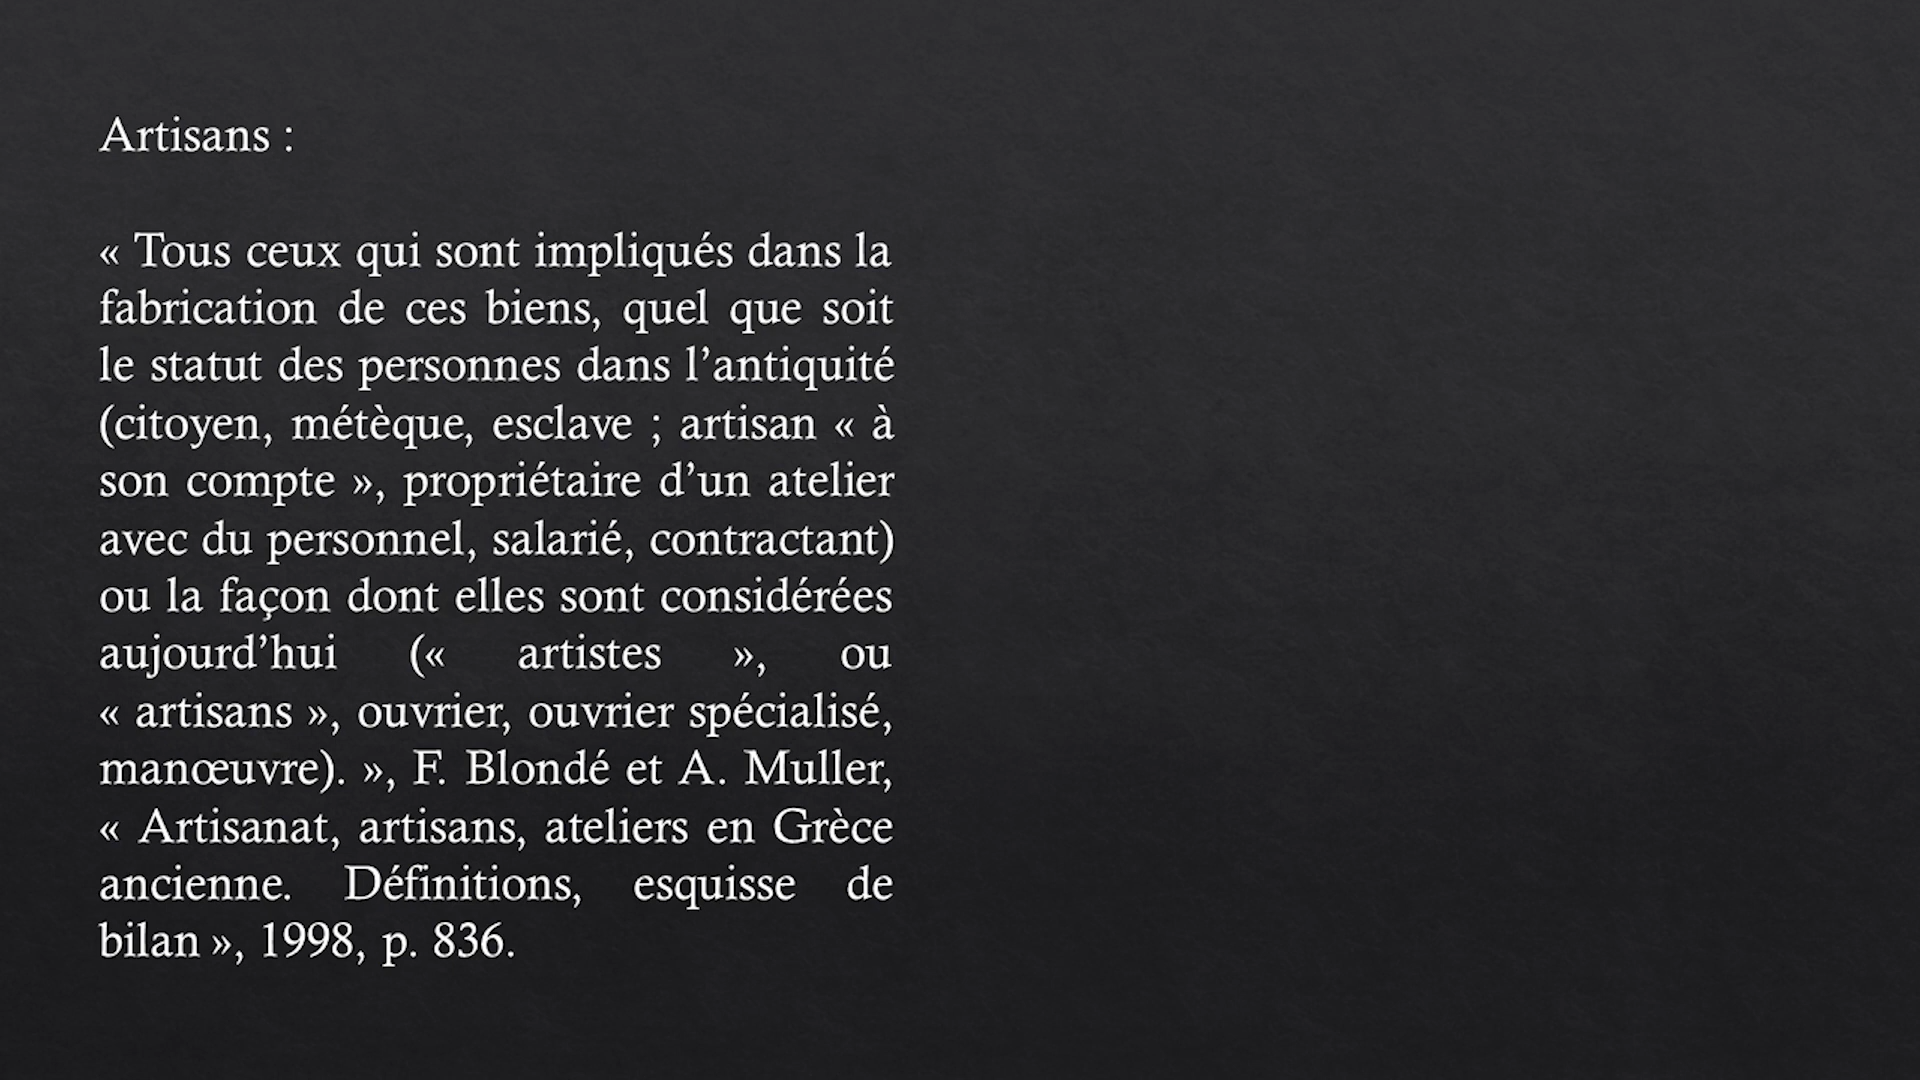 Artisans :
« Tous ceux qui sont impliqués dans la
fabrication de ces biens, quel que soit
le statut des personnes dans l’antiquité
(citoyen, métèque, esclave ; artisan « à
son compte », propriétaire d’un atelier
avec du personnel, salarié, contractant)
ou la façon dont elles sont considérées
aujourd’hui (« artistes », ou
« artisans », ouvrier, ouvrier spécialisé,
manœuvre). », F. Blondé et A. Muller,
« Artisanat, artisans, ateliers en Grèce
ancienne. Définitions, esquisse de
bilan », 1998, p. 836.